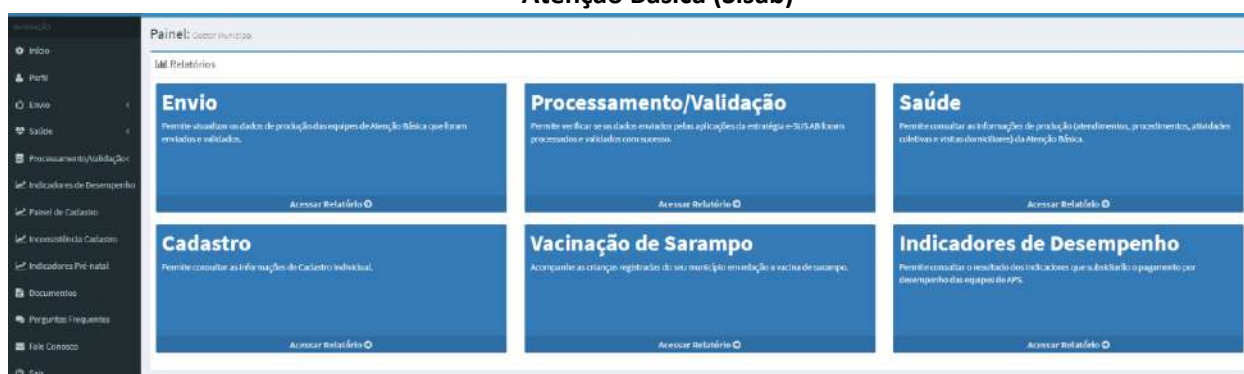 Atenção Básica (Sisab)
Início
Perfil
Envio
Saúde
Processamento/Validação
Indicadores de Desempenho
Painel de Cadastro
Inconsistência Cadastro
Indicadores Pré-natal
Documentos
Perguntas Frequentes
Fale Conosco
Sair
Painel: Gestor Municipal
Relatórios
Envio
Permite visualizar os dados de produção das equipes de Atenção Básica que foram
enviados e validados.
Acessar Relatório
Processamento/Validação
Permite verificar se os dados enviados pelas aplicações da estratégia e-SUS AB foram
processados e validados com sucesso.
Acessar Relatório
Saúde
Permite consultar as informações de produção (atendimentos, procedimentos, atividades
coletivas e visitas domiciliares) da Atenção Básica.
Acessar Relatório
Cadastro
Permite consultar as informações de Cadastro Individual.
Acessar Relatório
Vacinação de Sarampo
Acompanhe as crianças registradas do seu município em relação a vacina de sarampo.
Acessar Relatório
Indicadores de Desempenho
Permite consultar o resultado dos indicadores que subsidiarão o pagamento por
desempenho das equipes de APS.
Acessar Relatório